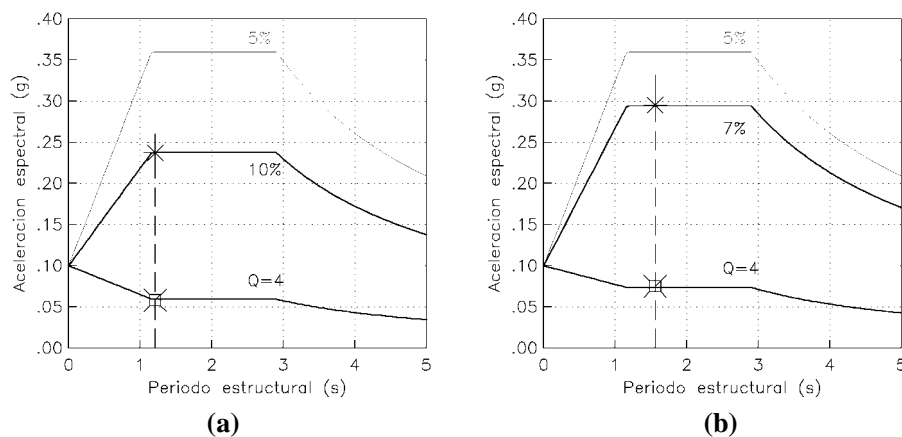 .40
.35
.30
.25
.20
.15
.10
.05
.00
Aceleracion espectral (g)
5%
10%
Q=4
0 1 2 3 4 5
Periodo estructural (s)
(a)
.40
.35
.30
.25
.20
.15
.10
.05
.00
Aceleracion espectral (g)
5%
7%
Q=4
0 1 2 3 4 5
Periodo estructural (s)
(b)